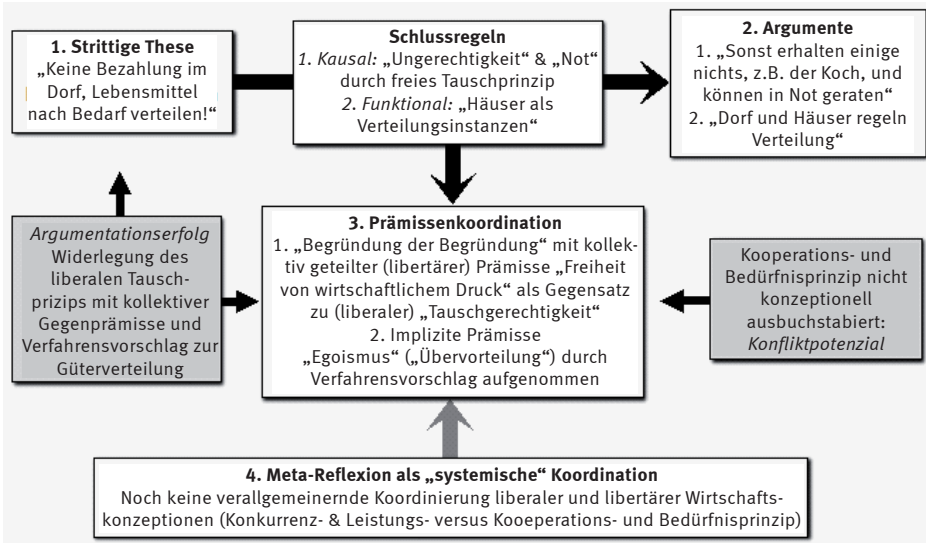 1. Strittige These
„Keine Bezahlung im
Dorf, Lebensmittel
nach Bedarf verteilen!“
Schlussregeln
1. Kausal: „Ungerechtigkeit“ & „Not“
durch freies Tauschprinzip
2. Funktional: „Häuser als
Verteilungsinstanzen“
2. Argumente
1. „Sonst erhalten einige
nichts, z.B. der Koch, und
können in Not geraten“
2. „Dorf und Häuser regeln
Verteilung“
Argumentationserfolg
Widerlegung des
liberalen Tausch-
prizips mit kollektiver
Gegenprämisse und
Verfahrensvorschlag zur
Güterverteilung
3. Prämissenkoordination
1. „Begründung der Begründung“ mit kollek-
tiv geteilter (libertärer) Prämisse „Freiheit
von wirtschaftlichem Druck“ als Gegensatz
zu (liberaler) „Tauschgerechtigkeit“
2. Implizite Prämisse
„Egoismus“ („Übervorteilung“) durch
Verfahrensvorschlag aufgenommen
Kooperations- und
Bedürfnisprinzip nicht
konzeptionell
ausbuchstabiert:
Konfliktpotenzial
4. Meta-Reflexion als „systemische“ Koordination
Noch keine verallgemeinernde Koordinierung liberaler und libertärer Wirtschafts-
konzeptionen (Konkurrenz- & Leistungs- versus Kooeperations- und Bedürfnisprinzip)